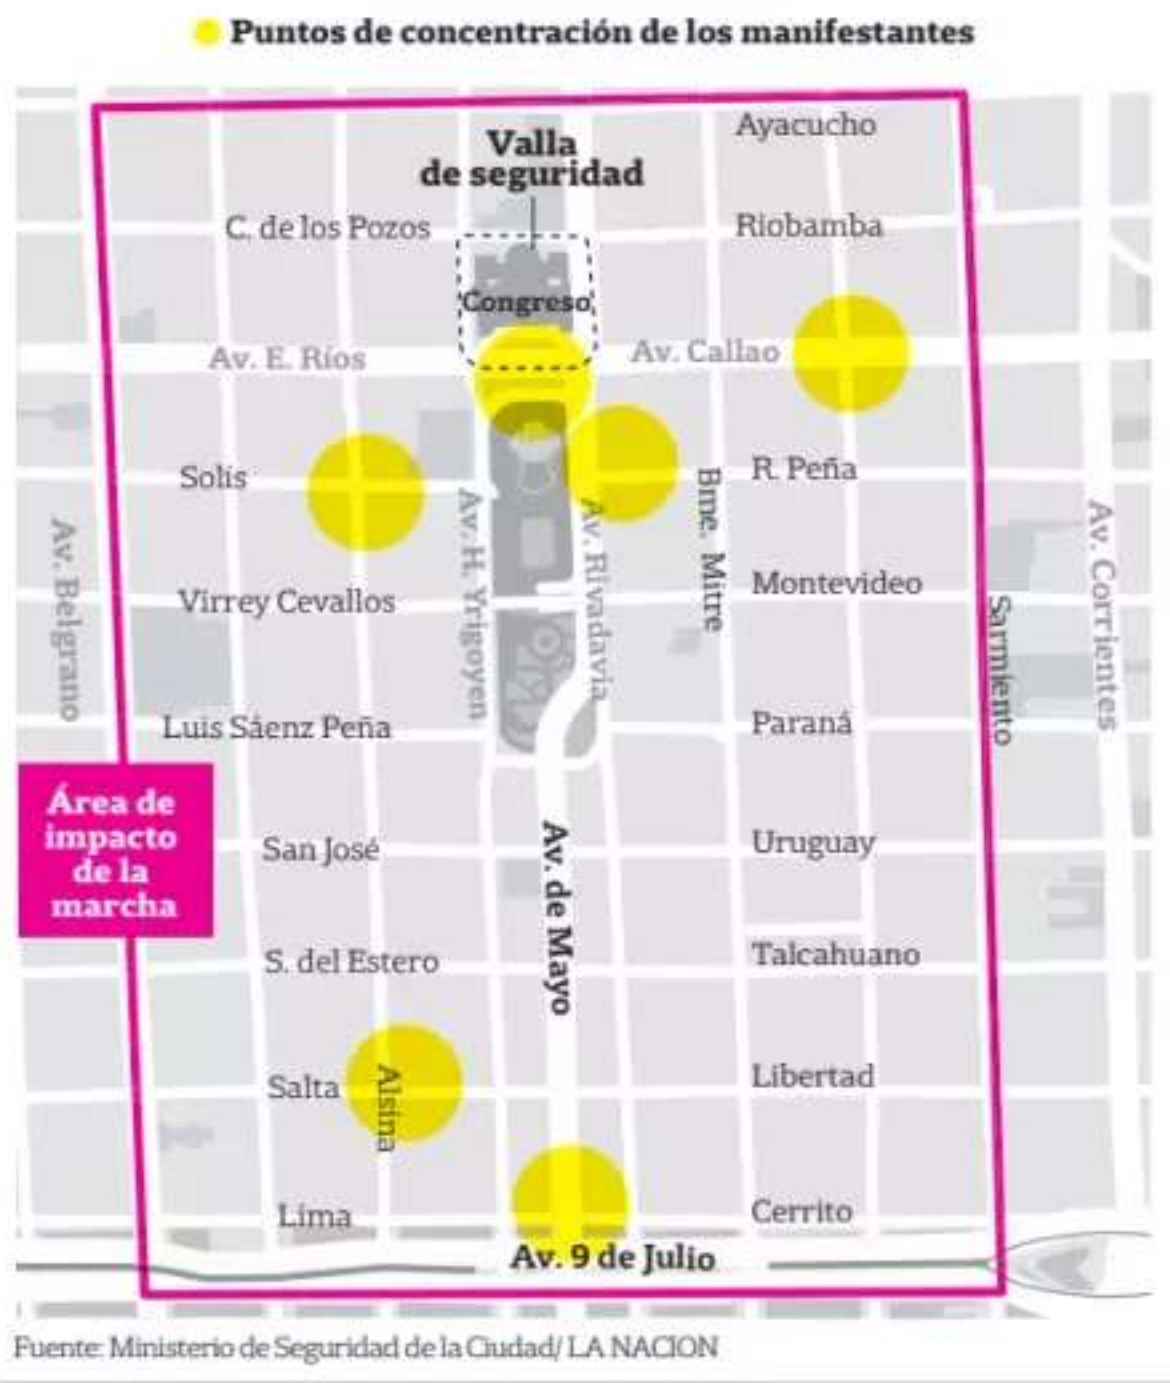 Puntos de concentración de los manifestantes
Ayacucho
Valla
de seguridad
C. de los Pozos
Riobamba
Congreso
Av. E. Ríos
Av. Callao
Solís
R. Peña
Av. Belgrano
Av. H. Yrigoyen
Av. Rivadavia
Bme. Mitre
Av. Corrientes
Virrey Cevallos
Montevideo
Sarmiento
Luis Sáenz Peña
Paraná
Área de
impacto
de la
marcha
San José
Av. de Mayo
Uruguay
S. del Estero
Talcahuano
Salta
Alsina
Libertad
Lima
Cerrito
Av. 9 de Julio
Fuente: Ministerio de Seguridad de la Ciudad/ LA NACION